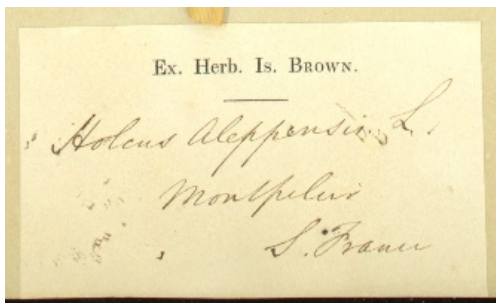 Ex. Herb. Is. Brown.
Holcus Aleppensis L.
Montpelier
S. France